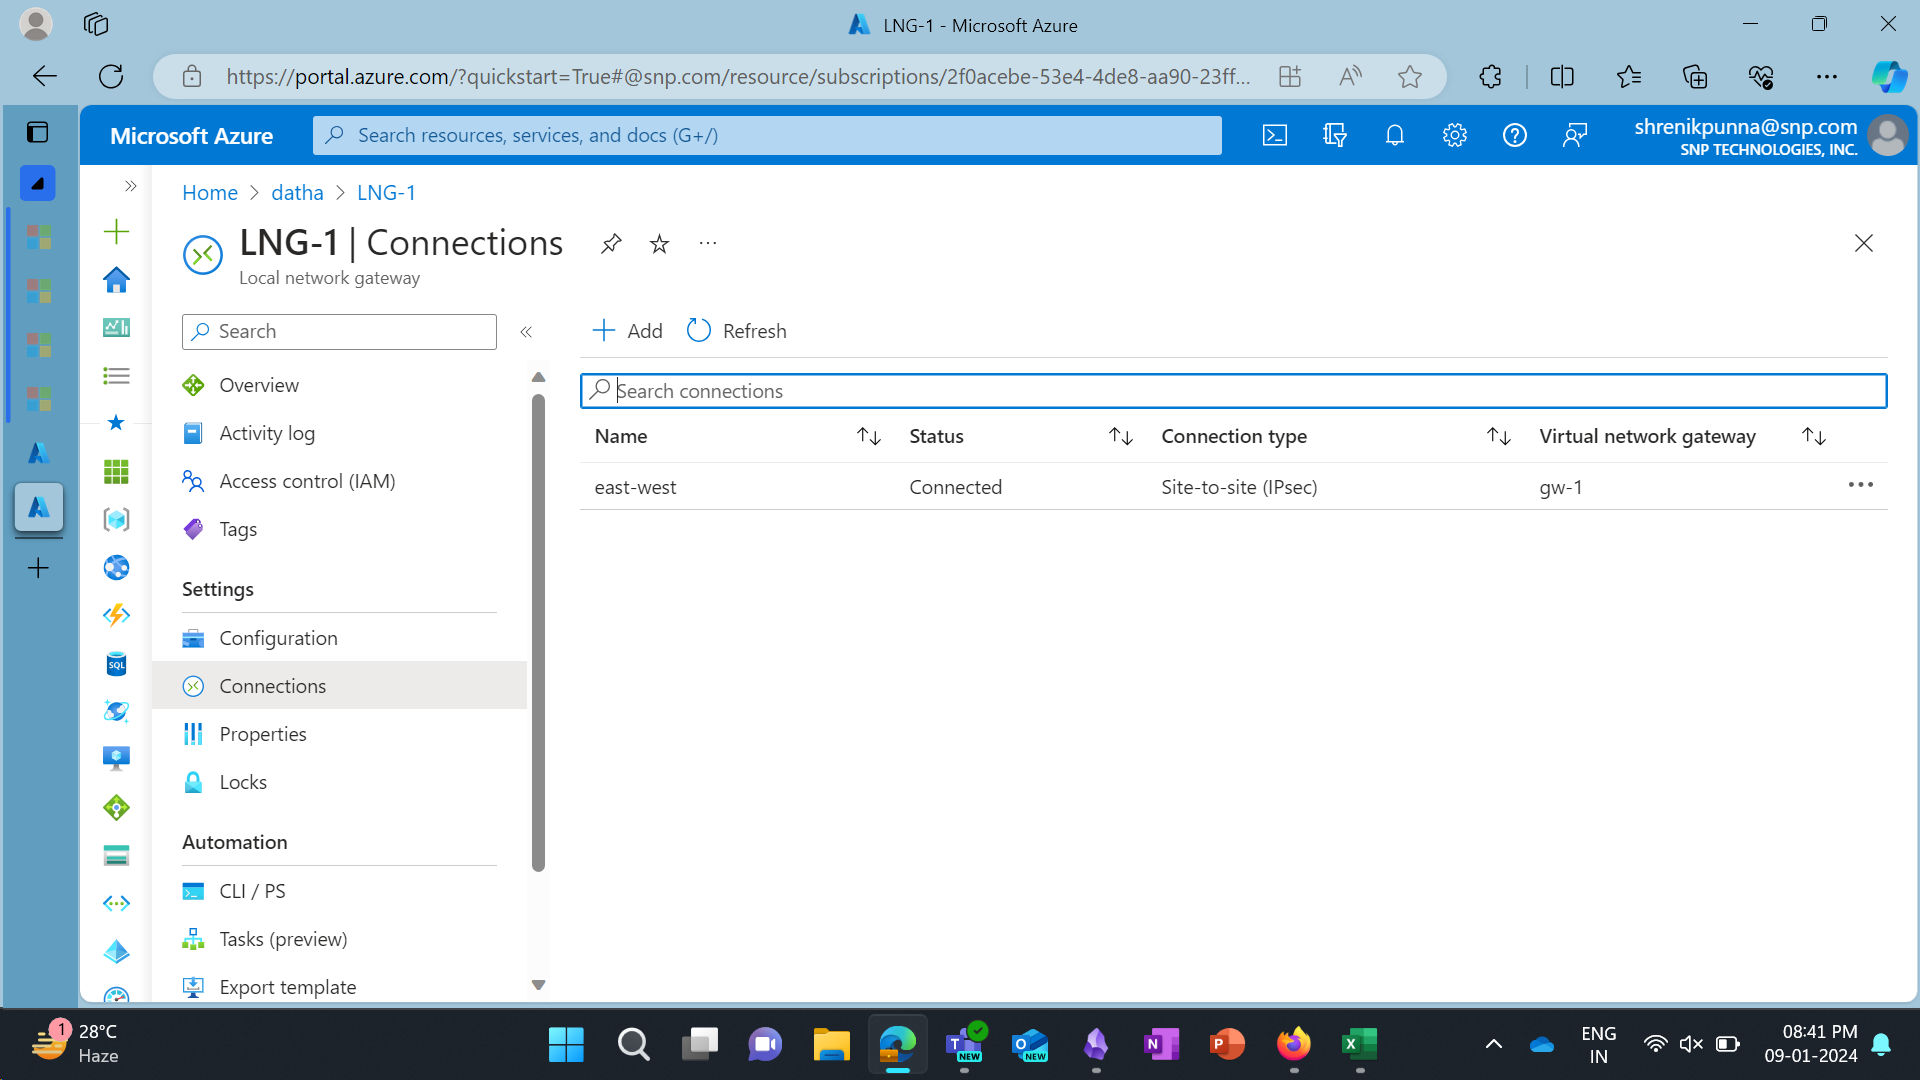 LNG-1 - Microsoft Azure
https://portal.azure.com/?quickstart=True#@snp.com/resource/subscriptions/2f0acebe-53e4-4de8-aa90-23ff...
Microsoft Azure
Search resources, services, and docs (G+/)
shrenikpunna@snp.com
SNP TECHNOLOGIES, INC.
Home > datha > LNG-1
LNG-1 | Connections
Local network gateway
Search
Add
Refresh
Overview
Activity log
Access control (IAM)
Tags
Settings
Configuration
Connections
Properties
Locks
Automation
CLI / PS
Tasks (preview)
Export template
Search connections
Name Status Connection type Virtual network gateway
east-west Connected Site-to-site (IPsec) gw-1
SQL
1
28°C
Haze
NEW
NEW
ENG
IN
08:41 PM
09-01-2024